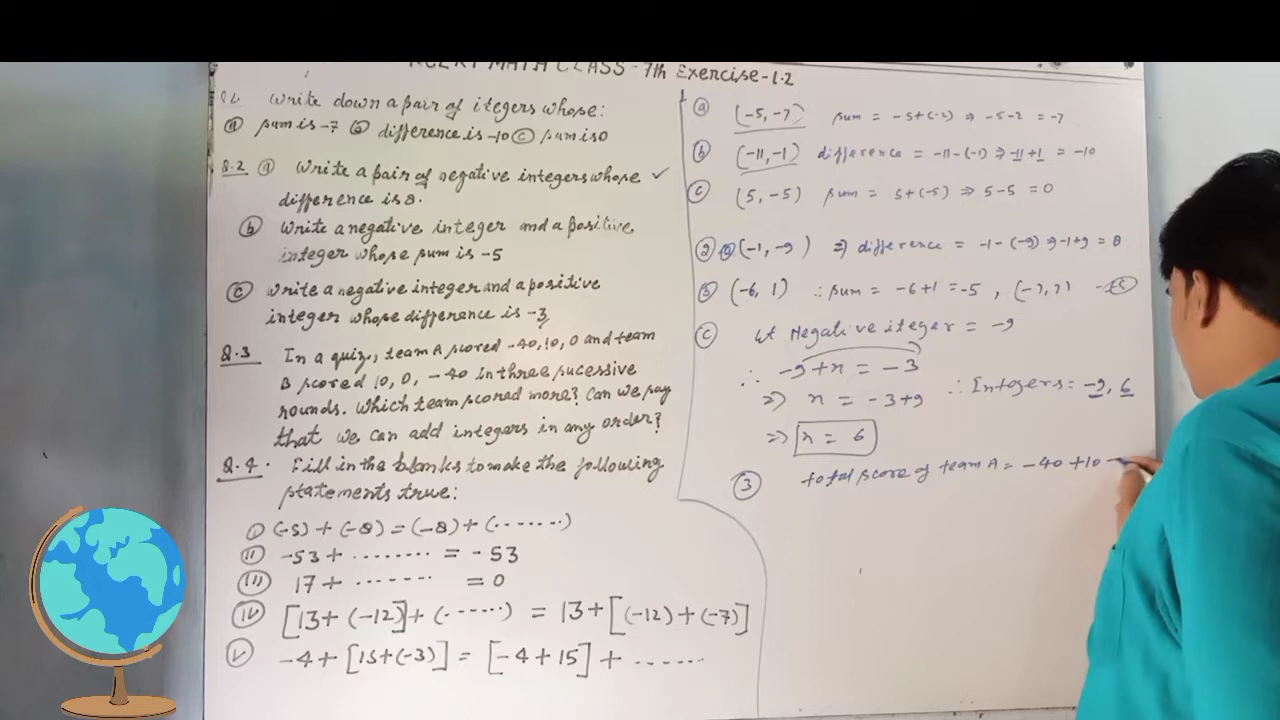 NCERT MATH CLASS-7th Exercise-1.2
Q.1. Write down a pair of itegers whose:
ⓐ sum is -7 ⓑ difference is -10 ⓒ sum is 0
Q.2 ⓐ Write a pair of negative integers whose ✓
difference is 8.
ⓑ Write a negative integer and a positive
integer whose sum is -5
ⓒ Write a negative integer and a positive
integer whose difference is -3
Q.3 In a quiz, team A scored -40, 10, 0 and team
B scored 10, 0, -40 in three sucessive
rounds. Which team scored more? Can we say
that we can add integers in any order?
Q.4. Fill in the blanks to make the following
statements true:
(i) (-5) + (-8) = (-8) + (.......)
(ii) -53 + ........ = -53
(iii) 17 + ....... = 0
(iv) [13 + (-12)] + (......) = 13 + [(-12) + (-7)]
(v) -4 + [15 + (-3)] = [-4 + 15] + ......
ⓐ (-5, -7) sum = -5+(-2) ⇒ -5-2 = -7
ⓑ (-11, -1) difference = -11-(-1) ⇒ -11+1 = -10
ⓒ (5, -5) sum = 5+(-5) ⇒ 5-5 = 0
② ⓐ (-1, -9) ⇒ difference = -1-(-9) ⇒ -1+9 = 8
ⓑ (-6, 1) ∴ sum = -6+1 = -5 ,
ⓒ let Negative iteger = -9
∴ -9+x = -3
⇒ x = -3+9 ∴ Integers = -9, 6
⇒ x = 6
③ total score of team A = -40 +10